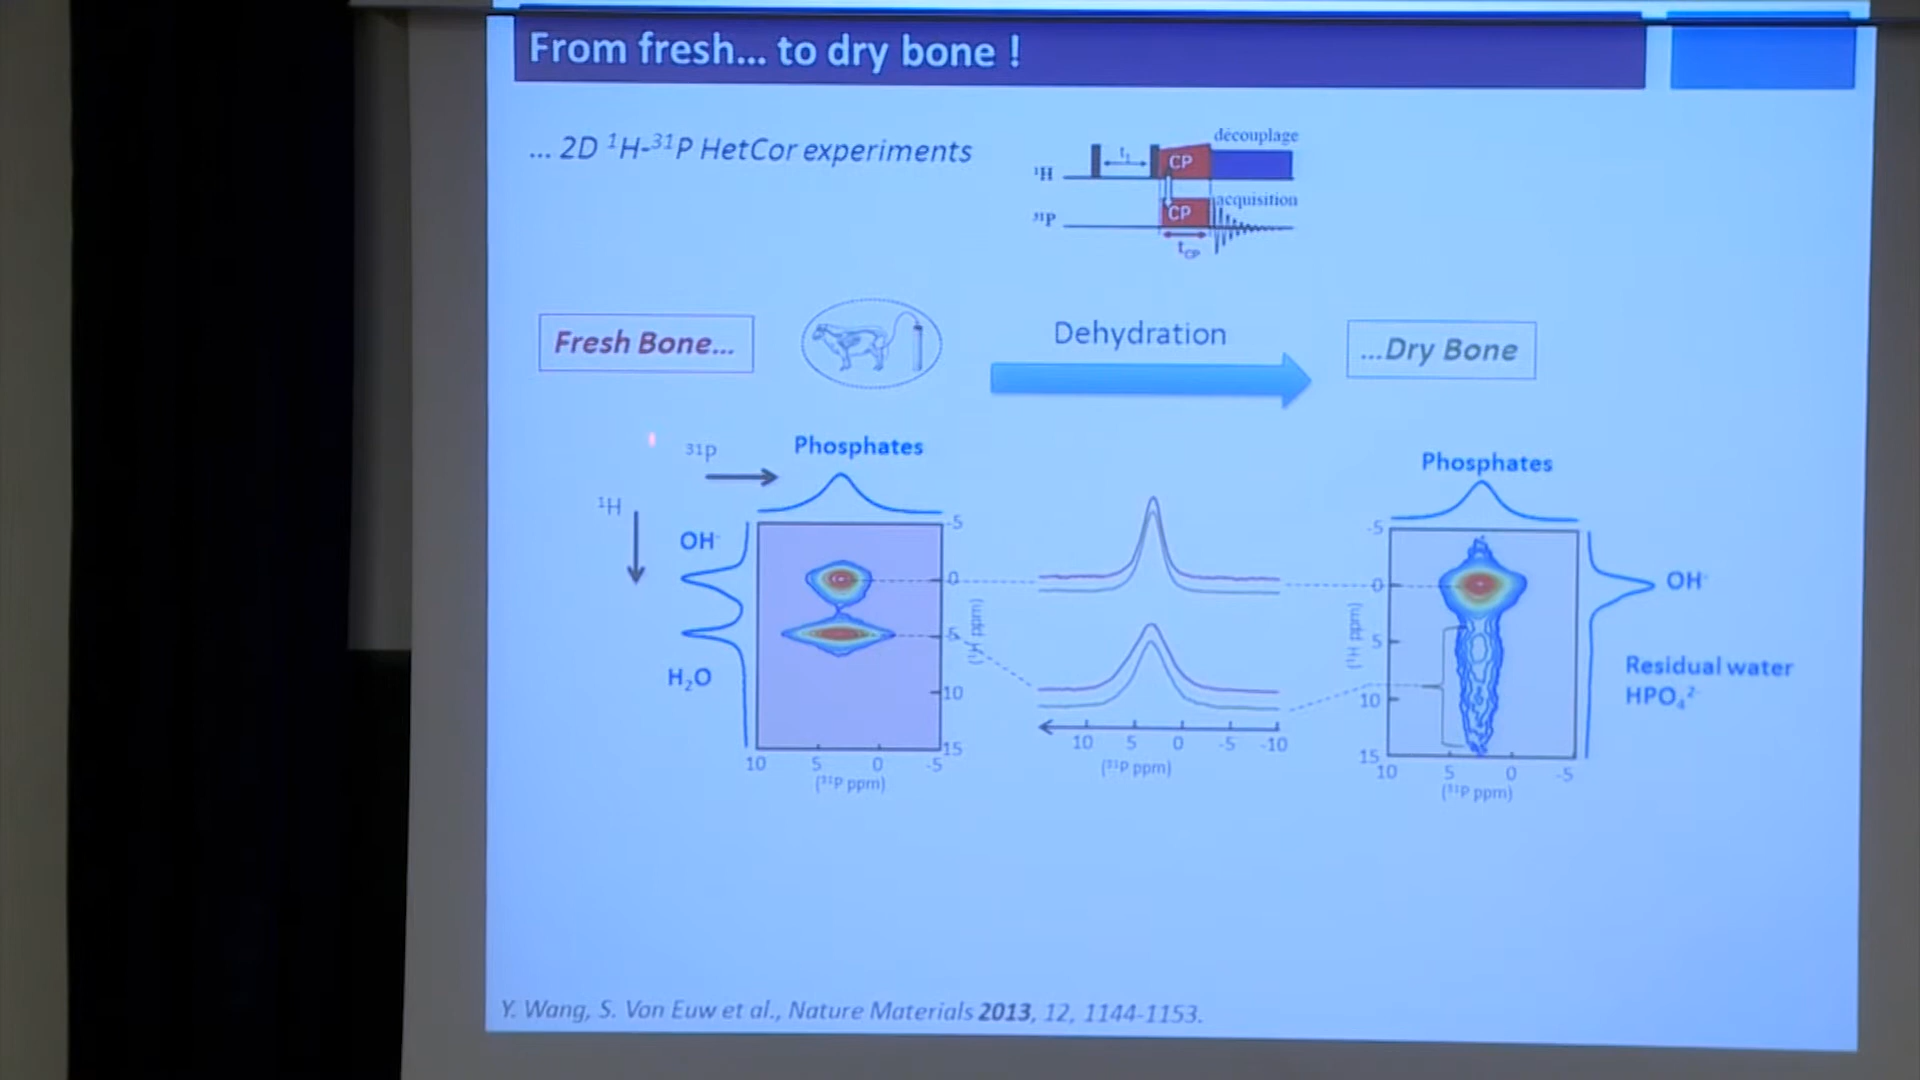 From fresh... to dry bone !
... 2D ¹H-³¹P HetCor experiments
découplage
t₁
CP
¹H
acquisition
CP
³¹P
tCP
Fresh Bone...
Dehydration
...Dry Bone
³¹P
Phosphates
Phosphates
¹H
OH⁻
H₂O
-5
0
5
10
15
(¹H ppm)
10 5 0 -5
(³¹P ppm)
10 5 0 -5 -10
(³¹P ppm)
-5
0
5
10
15
(¹H ppm)
10 5 0 -5
(³¹P ppm)
OH⁻
Residual water
HPO₄²⁻
Y. Wang, S. Von Euw et al., Nature Materials 2013, 12, 1144-1153.